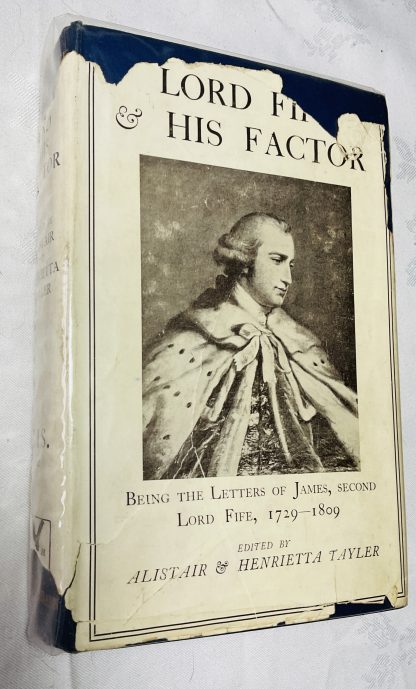 LORD FI
& HIS FACTOR
BEING THE LETTERS OF JAMES, SECOND
LORD FIFE, 1729—1809
EDITED BY
ALISTAIR & HENRIETTA TAYLER